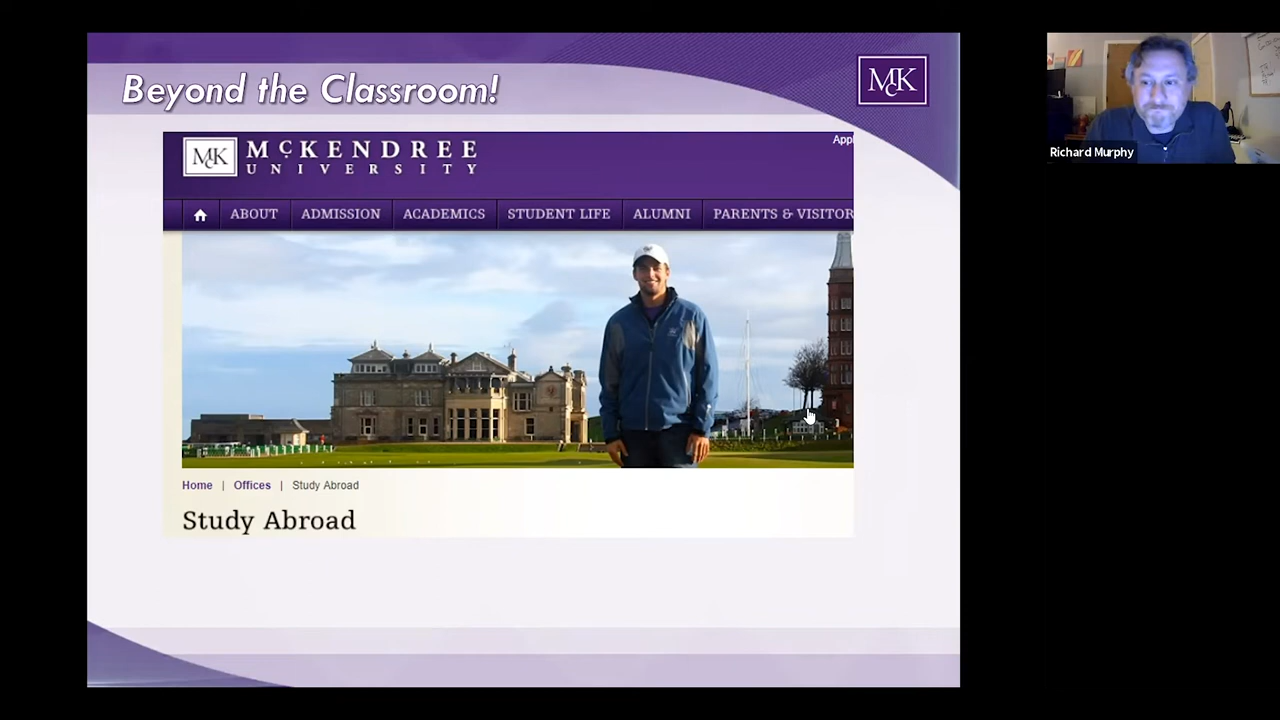 Beyond the Classroom!
McK
McK McKENDREE
UNIVERSITY
App
ABOUT ADMISSION ACADEMICS STUDENT LIFE ALUMNI PARENTS & VISITOR
Home | Offices | Study Abroad
Study Abroad
Richard Murphy